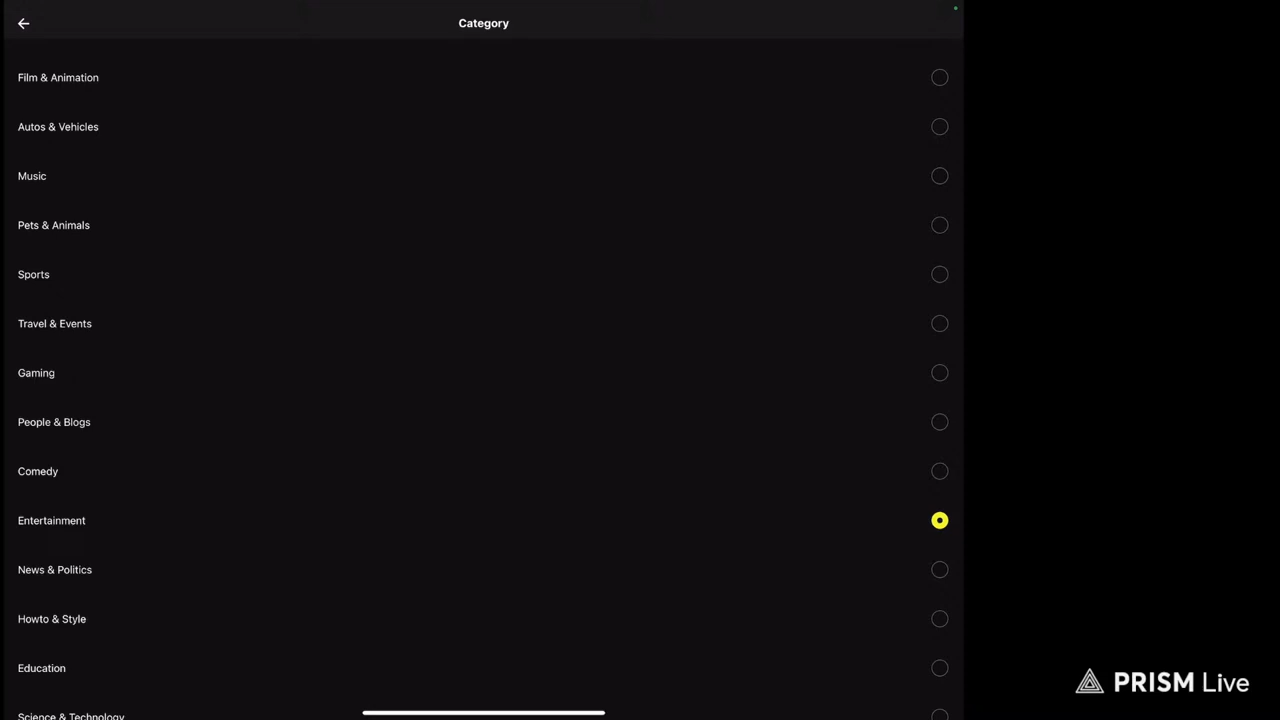 Category
Film & Animation
Autos & Vehicles
Music
Pets & Animals
Sports
Travel & Events
Gaming
People & Blogs
Comedy
Entertainment
News & Politics
Howto & Style
Education
Science & Technology
PRISM Live